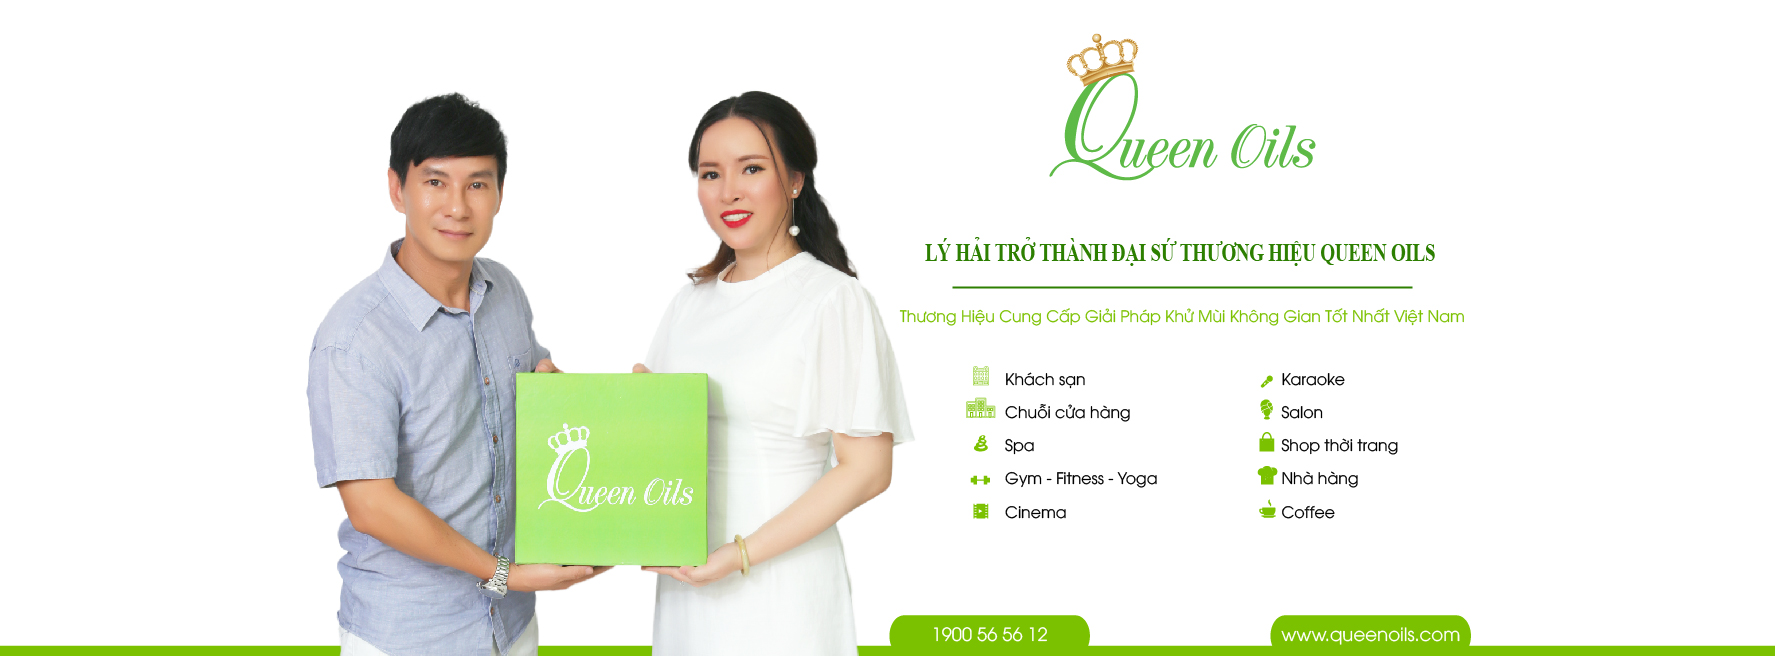 Queen Oils
LÝ HẢI TRỞ THÀNH ĐẠI SỨ THƯƠNG HIỆU QUEEN OILS
Thương Hiệu Cung Cấp Giải Pháp Khử Mùi Không Gian Tốt Nhất Việt Nam
Khách sạn
Chuỗi cửa hàng
Spa
Gym - Fitness - Yoga
Cinema
Karaoke
Salon
Shop thời trang
Nhà hàng
Coffee
Queen Oils
1900 56 56 12
www.queenoils.com